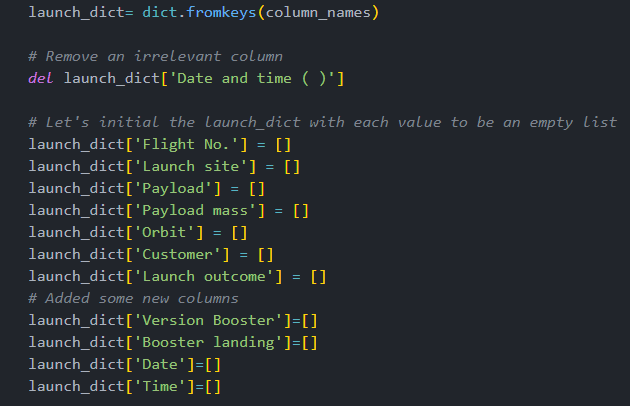 launch_dict= dict.fromkeys(column_names)
# Remove an irrelevant column
del launch_dict['Date and time ( )']
# Let's initial the launch_dict with each value to be an empty list
launch_dict['Flight No.'] = []
launch_dict['Launch site'] = []
launch_dict['Payload'] = []
launch_dict['Payload mass'] = []
launch_dict['Orbit'] = []
launch_dict['Customer'] = []
launch_dict['Launch outcome'] = []
# Added some new columns
launch_dict['Version Booster']=[]
launch_dict['Booster landing']=[]
launch_dict['Date']=[]
launch_dict['Time']=[]